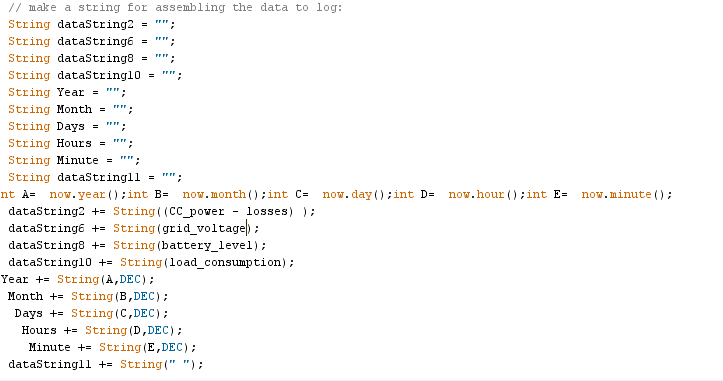 // make a string for assembling the data to log:
String dataString2 = "";
String dataString6 = "";
String dataString8 = "";
String dataString10 = "";
String Year = "";
String Month = "";
String Days = "";
String Hours = "";
String Minute = "";
String dataString11 = "";
nt A=  now.year();int B=  now.month();int C=  now.day();int D=  now.hour();int E=  now.minute();
dataString2 += String((CC_power - losses) );
dataString6 += String(grid_voltage);
dataString8 += String(battery_level);
dataString10 += String(load_consumption);
Year += String(A,DEC);
Month += String(B,DEC);
Days += String(C,DEC);
Hours += String(D,DEC);
Minute += String(E,DEC);
dataString11 += String(" ");